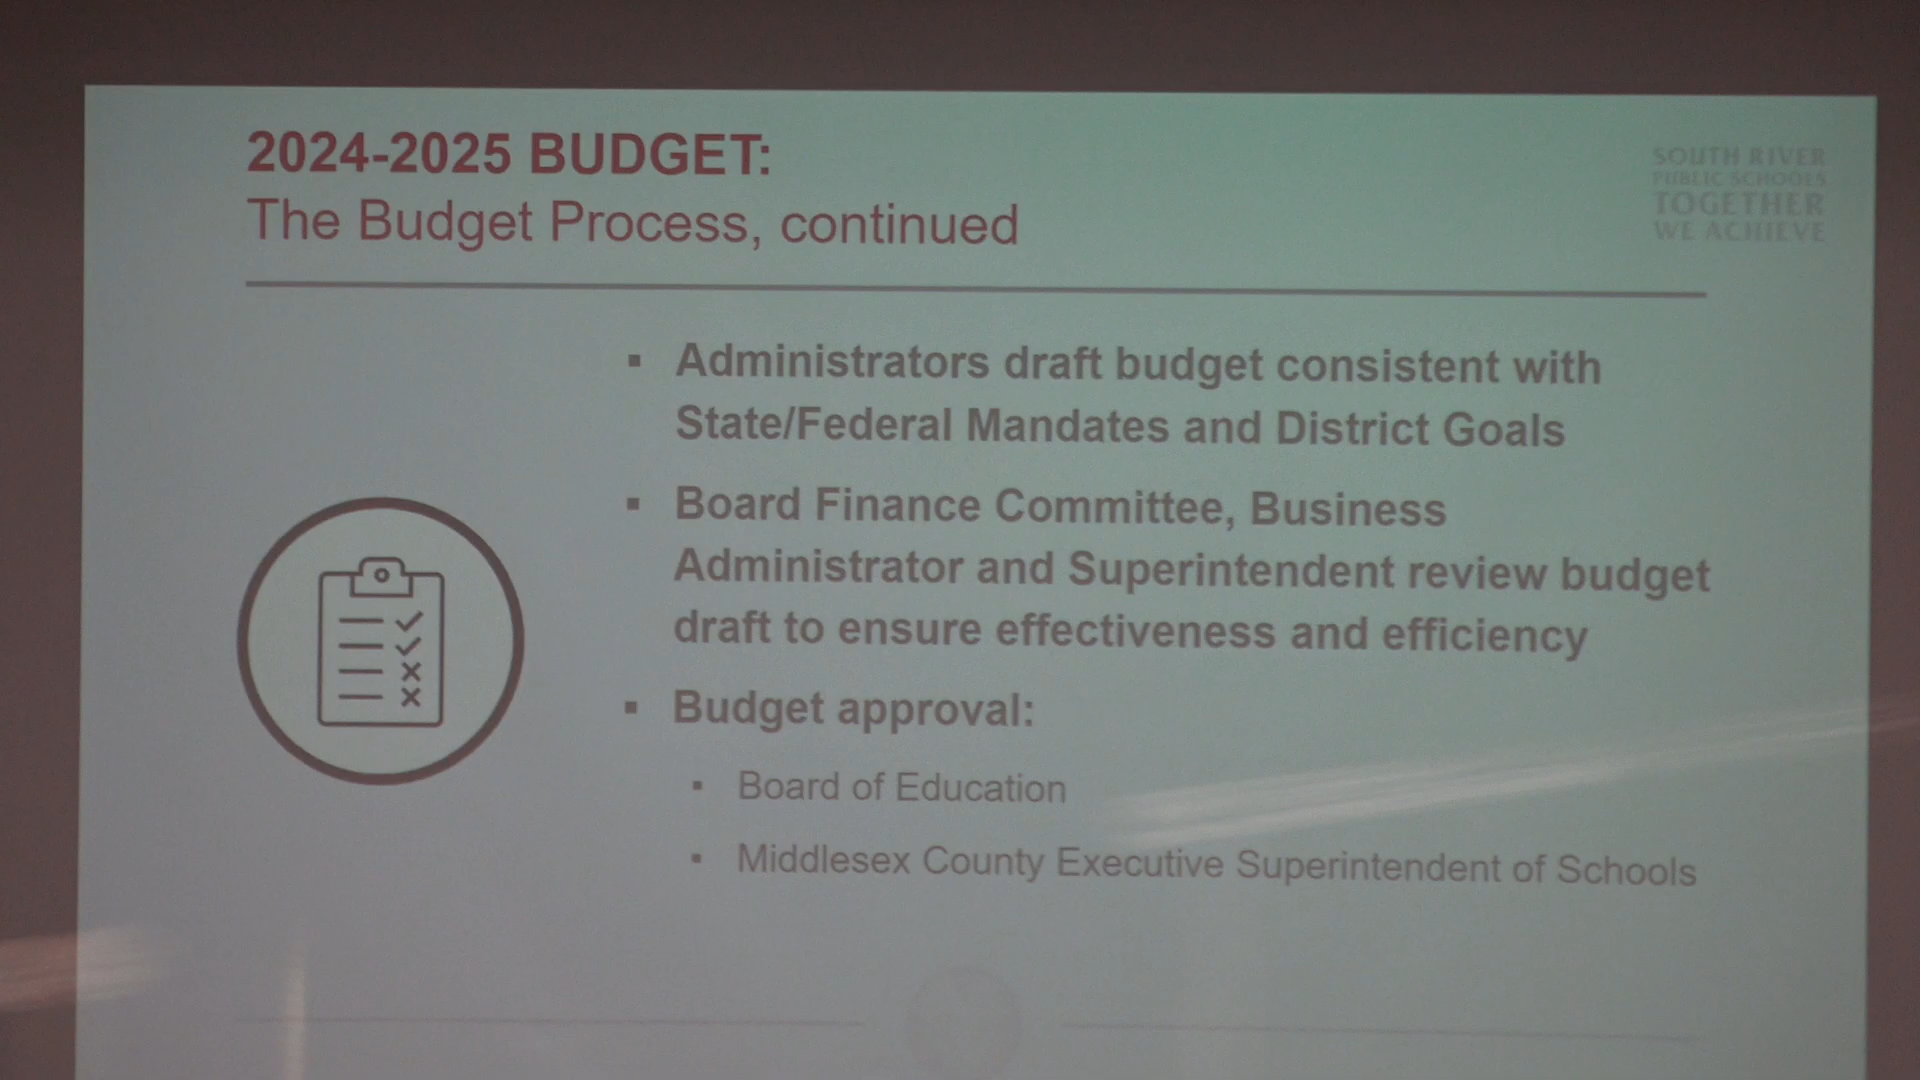 2024-2025 BUDGET:
The Budget Process, continued
SOUTH RIVER
PUBLIC SCHOOLS
TOGETHER
WE ACHIEVE
▪ Administrators draft budget consistent with
State/Federal Mandates and District Goals
▪ Board Finance Committee, Business
Administrator and Superintendent review budget
draft to ensure effectiveness and efficiency
▪ Budget approval:
▪ Board of Education
▪ Middlesex County Executive Superintendent of Schools